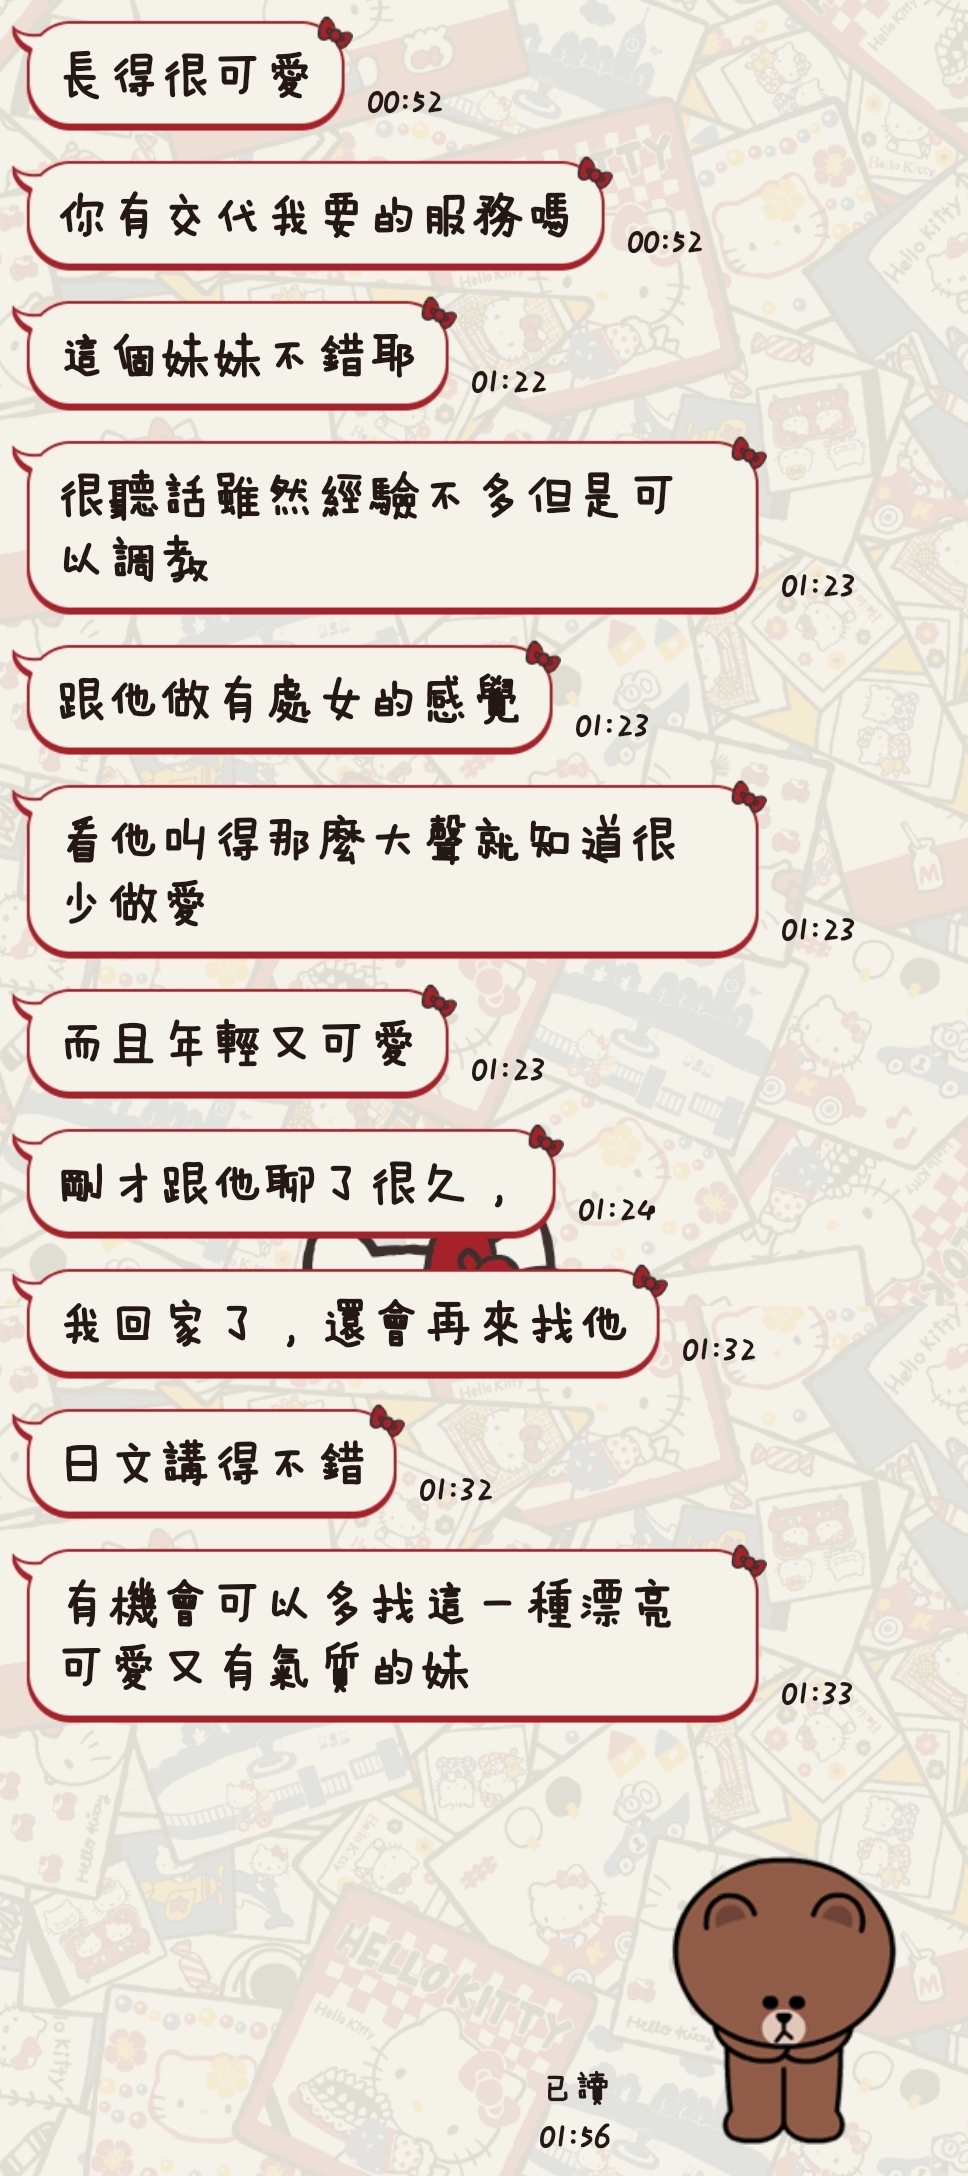 長得很可愛
00:52
你有交代我要的服務嗎
00:52
這個妹妹不錯耶
01:22
很聽話雖然經驗不多但是可
以調教
01:23
跟他做有處女的感覺
01:23
看他叫得那麼大聲就知道很
少做愛
01:23
而且年輕又可愛
01:23
剛才跟他聊了很久，
01:24
我回家了，還會再來找他
01:32
日文講得不錯
01:32
有機會可以多找這一種漂亮
可愛又有氣質的妹
01:33
HELLO KITTY
Hello Kitty
已讀
01:56